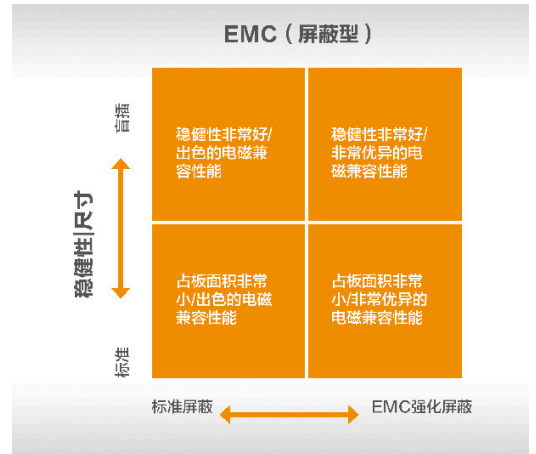 EMC（屏蔽型）
盲插
稳健性|尺寸
标准
稳健性非常好/
出色的电磁兼
容性能
稳健性非常好/
非常优异的电
磁兼容性能
占板面积非常
小/出色的电磁
兼容性能
占板面积非常
小/非常优异的
电磁兼容性能
标准屏蔽
EMC强化屏蔽